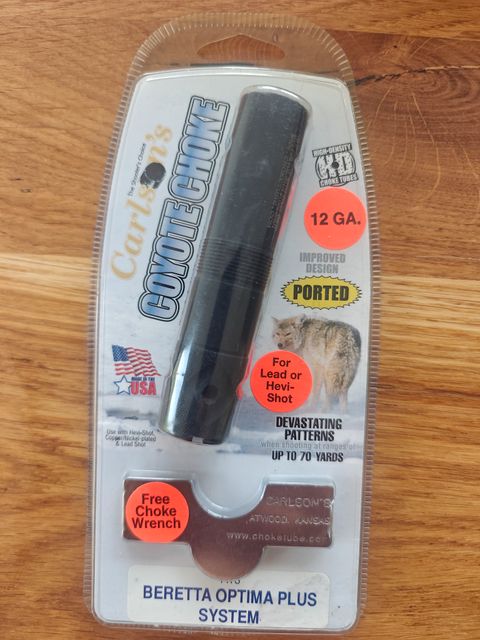 The Shooter's Choice
Carlson's
COYOTE CHOKE
HIGH-DENSITY
HD
CHOKE TUBES
12 GA.
IMPROVED
DESIGN
PORTED
For
Lead or
Hevi-
Shot
MADE IN THE
USA
Use with Hevi-Shot,
Copper/Nickel-plated
& Lead Shot
DEVASTATING
PATTERNS
when shooting at ranges of
UP TO 70 YARDS
Free
Choke
Wrench
CARLSON'S
ATWOOD, KANSAS
www.choketube.com
FITS
BERETTA OPTIMA PLUS
SYSTEM